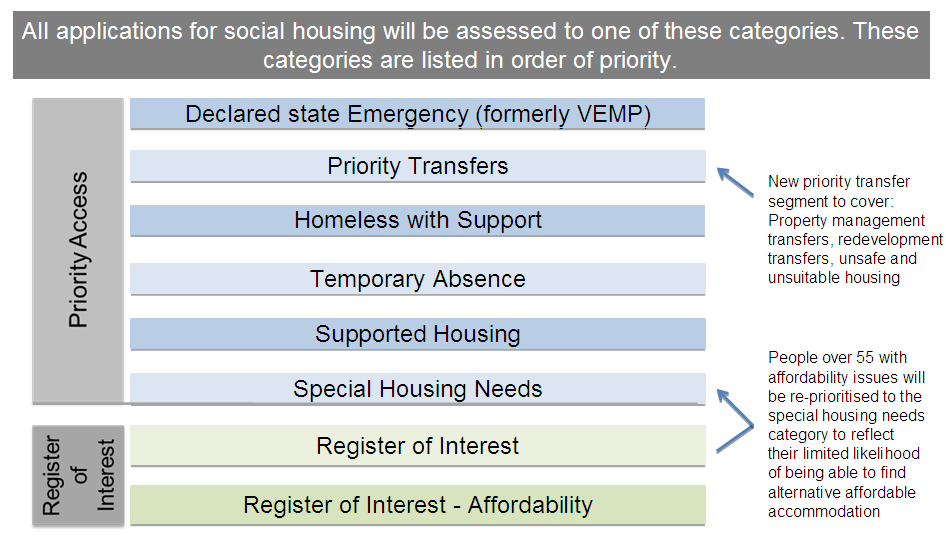 All applications for social housing will be assessed to one of these categories. These
categories are listed in order of priority.
Priority Access
Declared state Emergency (formerly VEMP)
Priority Transfers
Homeless with Support
Temporary Absence
Supported Housing
Special Housing Needs
Register
of
Interest
Register of Interest
Register of Interest - Affordability
New priority transfer
segment to cover:
Property management
transfers, redevelopment
transfers, unsafe and
unsuitable housing
People over 55 with
affordability issues will
be re-prioritised to the
special housing needs
category to reflect
their limited likelihood
of being able to find
alternative affordable
accommodation